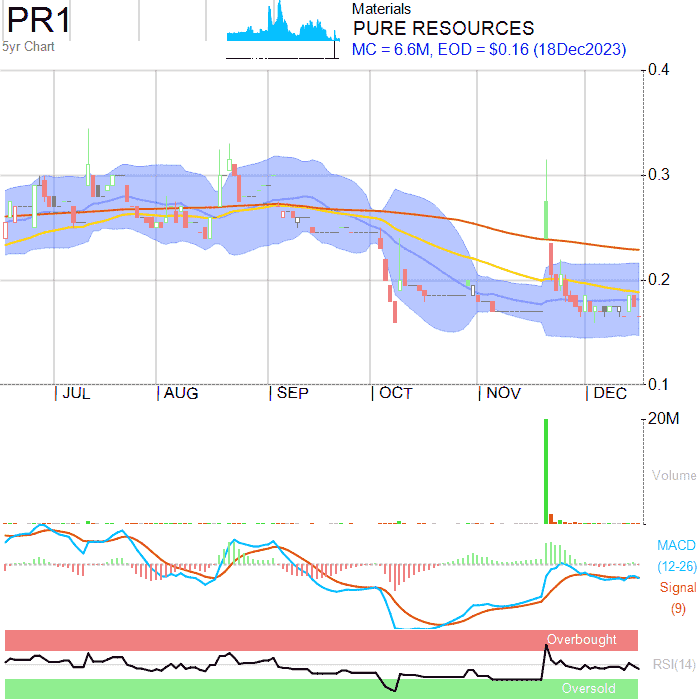 PR1
5yr Chart
Materials
PURE RESOURCES
MC = 6.6M, EOD = $0.16 (18Dec2023)
0.4
0.3
0.2
0.1
JUL
AUG
SEP
OCT
NOV
DEC
20M
Volume
MACD
(12-26)
Signal
(9)
Overbought
RSI(14)
Oversold